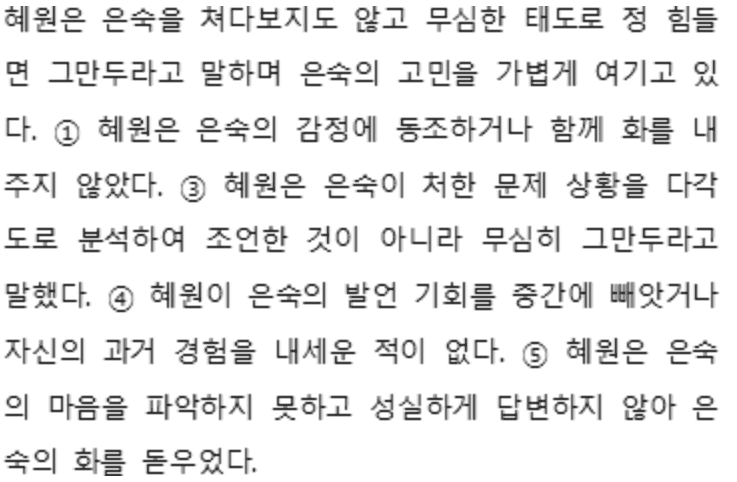 혜원은 은숙을 쳐다보지도 않고 무심한 태도로 정 힘들
면 그만두라고 말하며 은숙의 고민을 가볍게 여기고 있
다. ① 혜원은 은숙의 감정에 동조하거나 함께 화를 내
주지 않았다. ③ 혜원은 은숙이 처한 문제 상황을 다각
도로 분석하여 조언한 것이 아니라 무심히 그만두라고
말했다. ④ 혜원이 은숙의 발언 기회를 중간에 빼앗거나
자신의 과거 경험을 내세운 적이 없다. ⑤ 혜원은 은숙
의 마음을 파악하지 못하고 성실하게 답변하지 않아 은
숙의 화를 돋우었다.